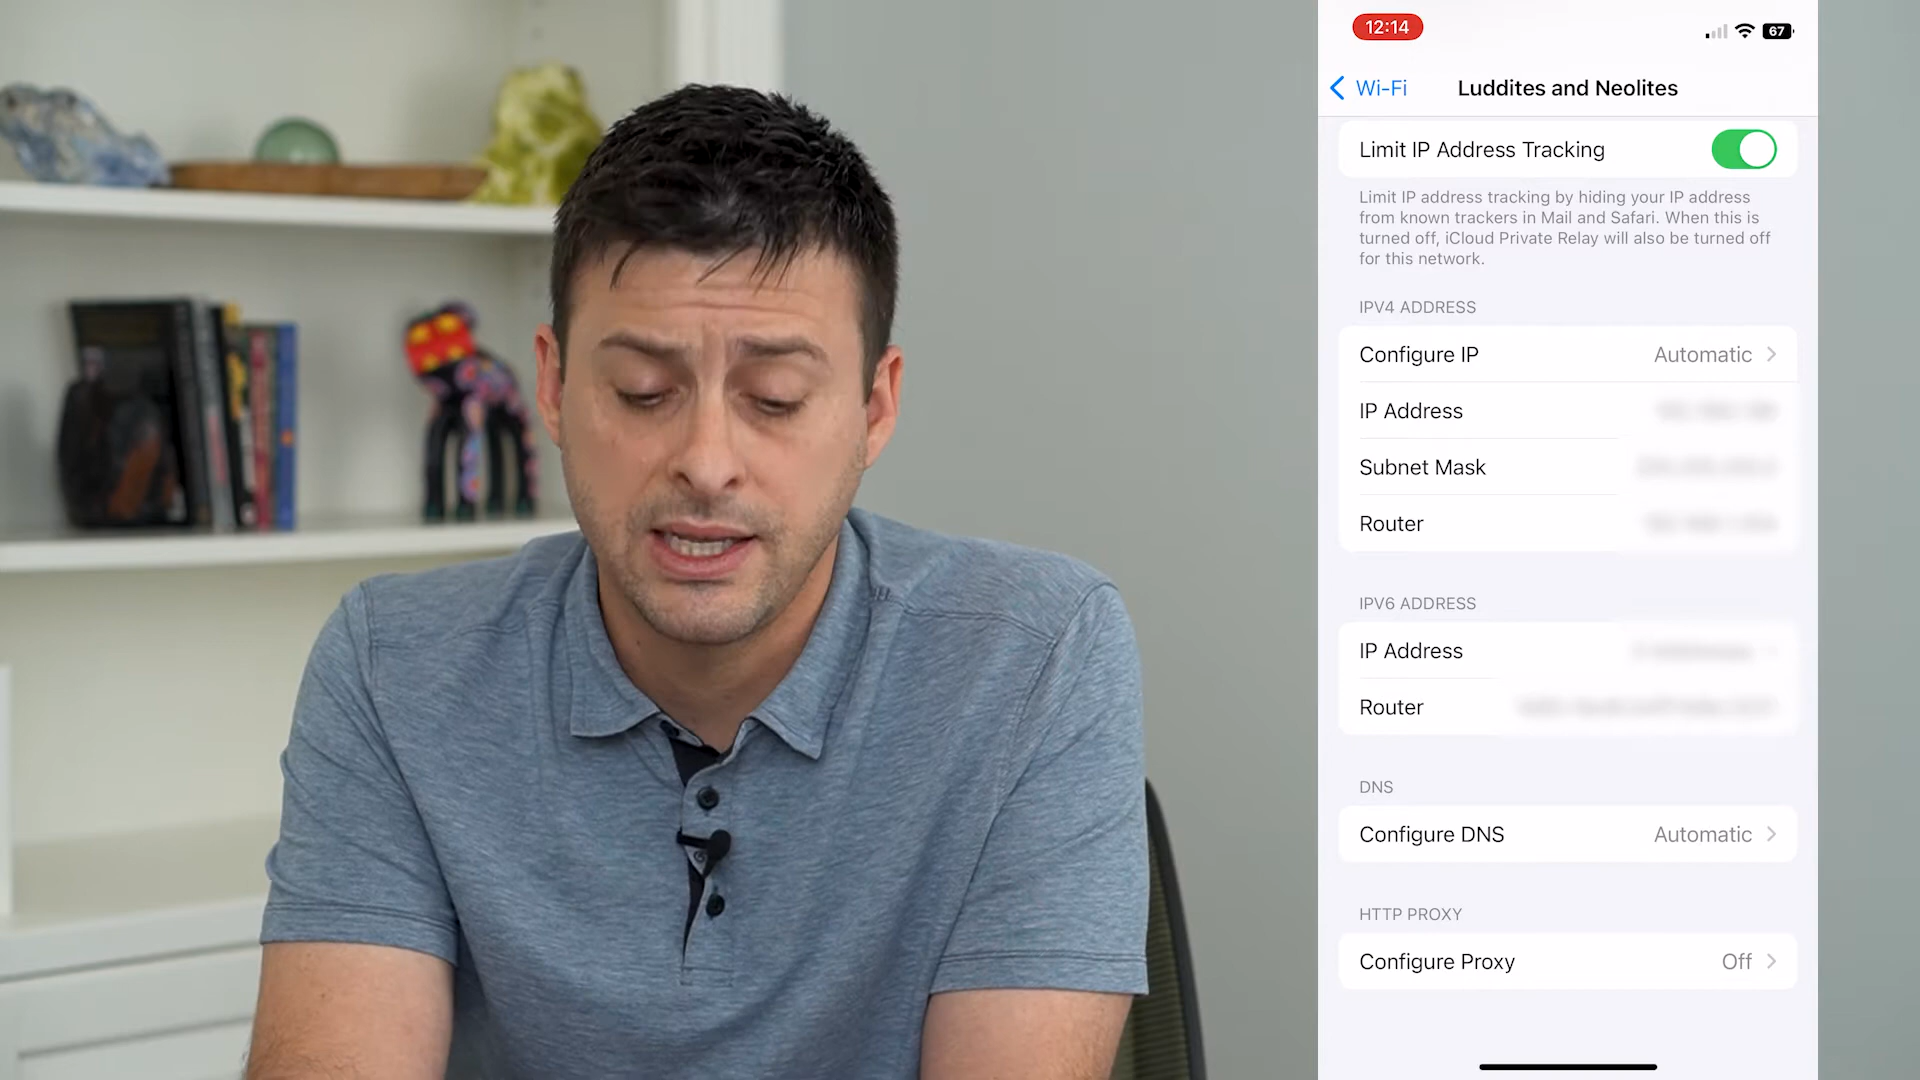 12:14
67
Wi-Fi
Luddites and Neolites
Limit IP Address Tracking
Limit IP address tracking by hiding your IP address
from known trackers in Mail and Safari. When this is
turned off, iCloud Private Relay will also be turned off
for this network.
IPV4 ADDRESS
Configure IP Automatic
IP Address
Subnet Mask
Router
IPV6 ADDRESS
IP Address
Router
DNS
Configure DNS Automatic
HTTP PROXY
Configure Proxy Off